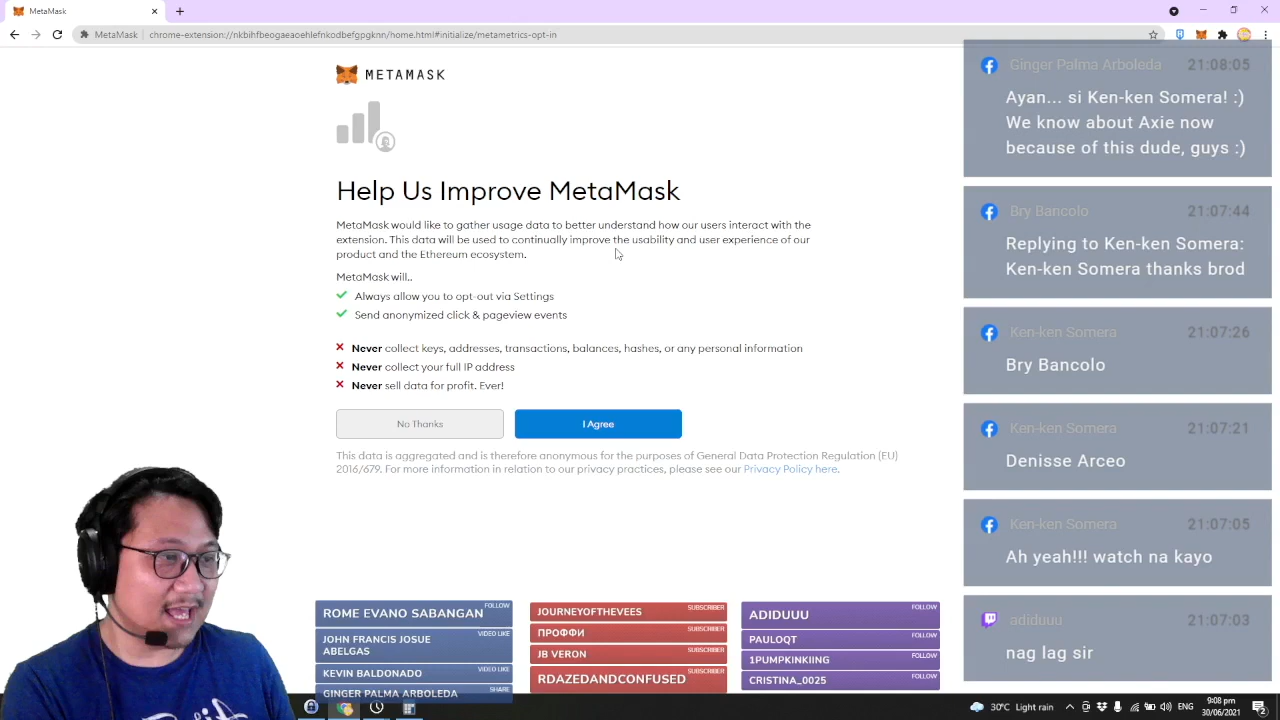 MetaMask
MetaMask
chrome-extension://nkbihfbeogaeaoehlefnkodbefgpgknn/home.html#initialize/metametrics-opt-in
METAMASK
Help Us Improve MetaMask
MetaMask would like to gather usage data to better understand how our users interact with the
extension. This data will be used to continually improve the usability and user experience of our
product and the Ethereum ecosystem.
MetaMask will..
Always allow you to opt-out via Settings
Send anonymized click & pageview events
Never collect keys, addresses, transactions, balances, hashes, or any personal information
Never collect your full IP address
Never sell data for profit. Ever!
No Thanks
I Agree
This data is aggregated and is therefore anonymous for the purposes of General Data Protection Regulation (EU)
2016/679. For more information in relation to our privacy practices, please see our Privacy Policy here.
Ginger Palma Arboleda 21:08:05
Ayan... si Ken-ken Somera! :)
We know about Axie now
because of this dude, guys :)
Bry Bancolo 21:07:44
Replying to Ken-ken Somera:
Ken-ken Somera thanks brod
Ken-ken Somera 21:07:26
Bry Bancolo
Ken-ken Somera 21:07:21
Denisse Arceo
Ken-ken Somera 21:07:05
Ah yeah!!! watch na kayo
adiduuu 21:07:03
nag lag sir
ROME EVANO SABANGAN FOLLOW
JOHN FRANCIS JOSUE VIDEO LIKE
ABELGAS
KEVIN BALDONADO VIDEO LIKE
GINGER PALMA ARBOLEDA SHARE
JOURNEYOFTHEVEES SUBSCRIBER
ПРОФФИ SUBSCRIBER
JB VERON SUBSCRIBER
RDAZEDANDCONFUSED SUBSCRIBER
ADIDUUU FOLLOW
PAULOQT FOLLOW
1PUMPKINKIING FOLLOW
CRISTINA_0025 FOLLOW
30°C
9:08 pm
30/06/2021
2